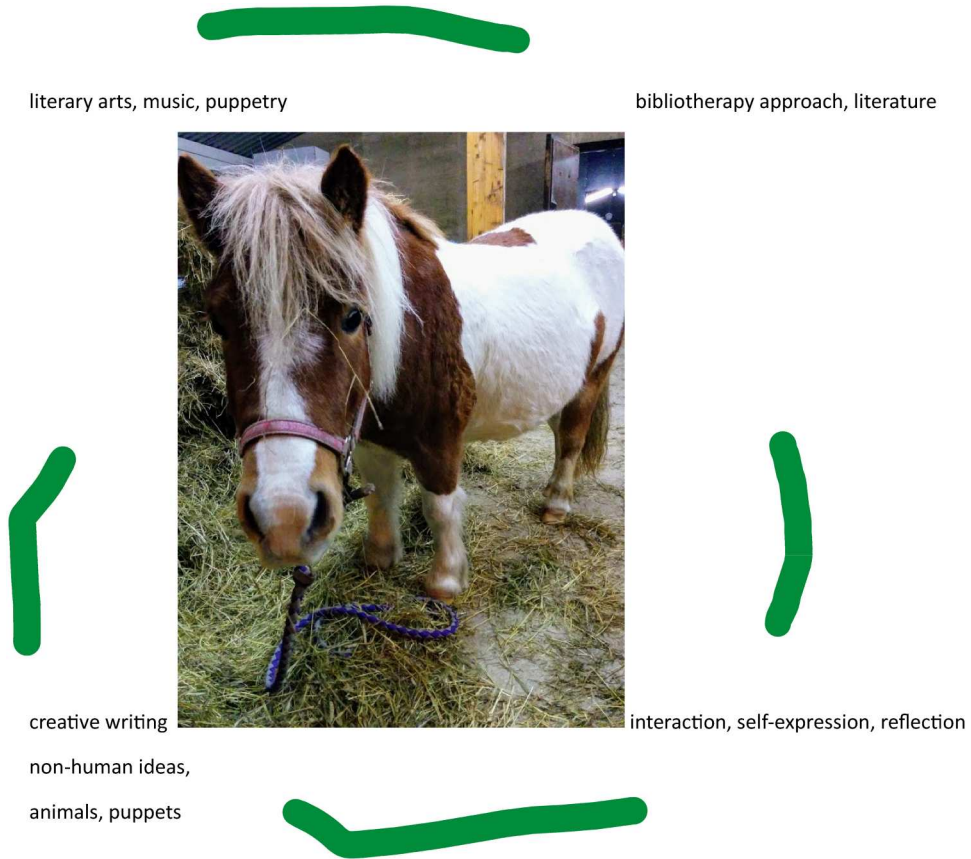 literary arts, music, puppetry
bibliotherapy approach, literature
creative writing
interaction, self-expression, reflection
non-human ideas,
animals, puppets